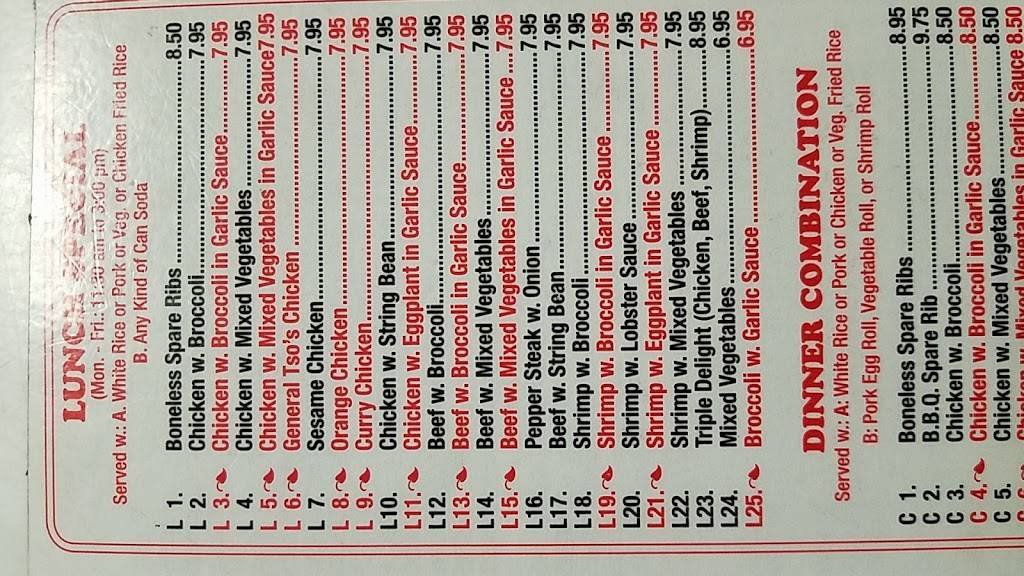 LUNCH SPECIAL
(Mon. - Fri.: 11:30 am to 3:00 pm)
Served w.: A. White Rice or Pork or Veg. or Chicken Fried Rice
B. Any Kind of Can Soda
L 1. Boneless Spare Ribs 8.50
L 2. Chicken w. Broccoli 7.95
L 3. Chicken w. Broccoli in Garlic Sauce 7.95
L 4. Chicken w. Mixed Vegetables 7.95
L 5. Chicken w. Mixed Vegetables in Garlic Sauce 7.95
L 6. General Tso's Chicken 7.95
L 7. Sesame Chicken 7.95
L 8. Orange Chicken 7.95
L 9. Curry Chicken 7.95
L10. Chicken w. String Bean 7.95
L11. Chicken w. Eggplant in Garlic Sauce 7.95
L12. Beef w. Broccoli 7.95
L13. Beef w. Broccoli in Garlic Sauce 7.95
L14. Beef w. Mixed Vegetables 7.95
L15. Beef w. Mixed Vegetables in Garlic Sauce 7.95
L16. Pepper Steak w. Onion 7.95
L17. Beef w. String Bean 7.95
L18. Shrimp w. Broccoli 7.95
L19. Shrimp w. Broccoli in Garlic Sauce 7.95
L20. Shrimp w. Lobster Sauce 7.95
L21. Shrimp w. Eggplant in Garlic Sauce 7.95
L22. Shrimp w. Mixed Vegetables 7.95
L23. Triple Delight (Chicken, Beef, Shrimp) 8.95
L24. Mixed Vegetables 6.95
L25. Broccoli w. Garlic Sauce 6.95
DINNER COMBINATION
Served w.: A: White Rice or Pork or Chicken or Veg. Fried Rice
B: Pork Egg Roll, Vegetable Roll, or Shrimp Roll
C 1. Boneless Spare Ribs 8.95
C 2. B.B.Q. Spare Rib 9.75
C 3. Chicken w. Broccoli 8.50
C 4. Chicken w. Broccoli in Garlic Sauce 8.50
C 5. Chicken w. Mixed Vegetables 8.50
Mixed Vegetables in Garlic Sauce 8.50